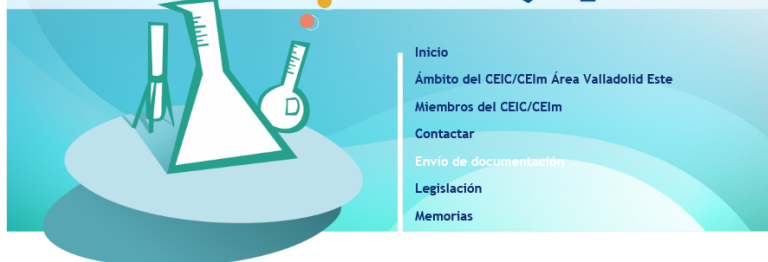 Inicio
Ámbito del CEIC/CEIm Área Valladolid Este
Miembros del CEIC/CEIm
Contactar
Envío de documentación
Legislación
Memorias